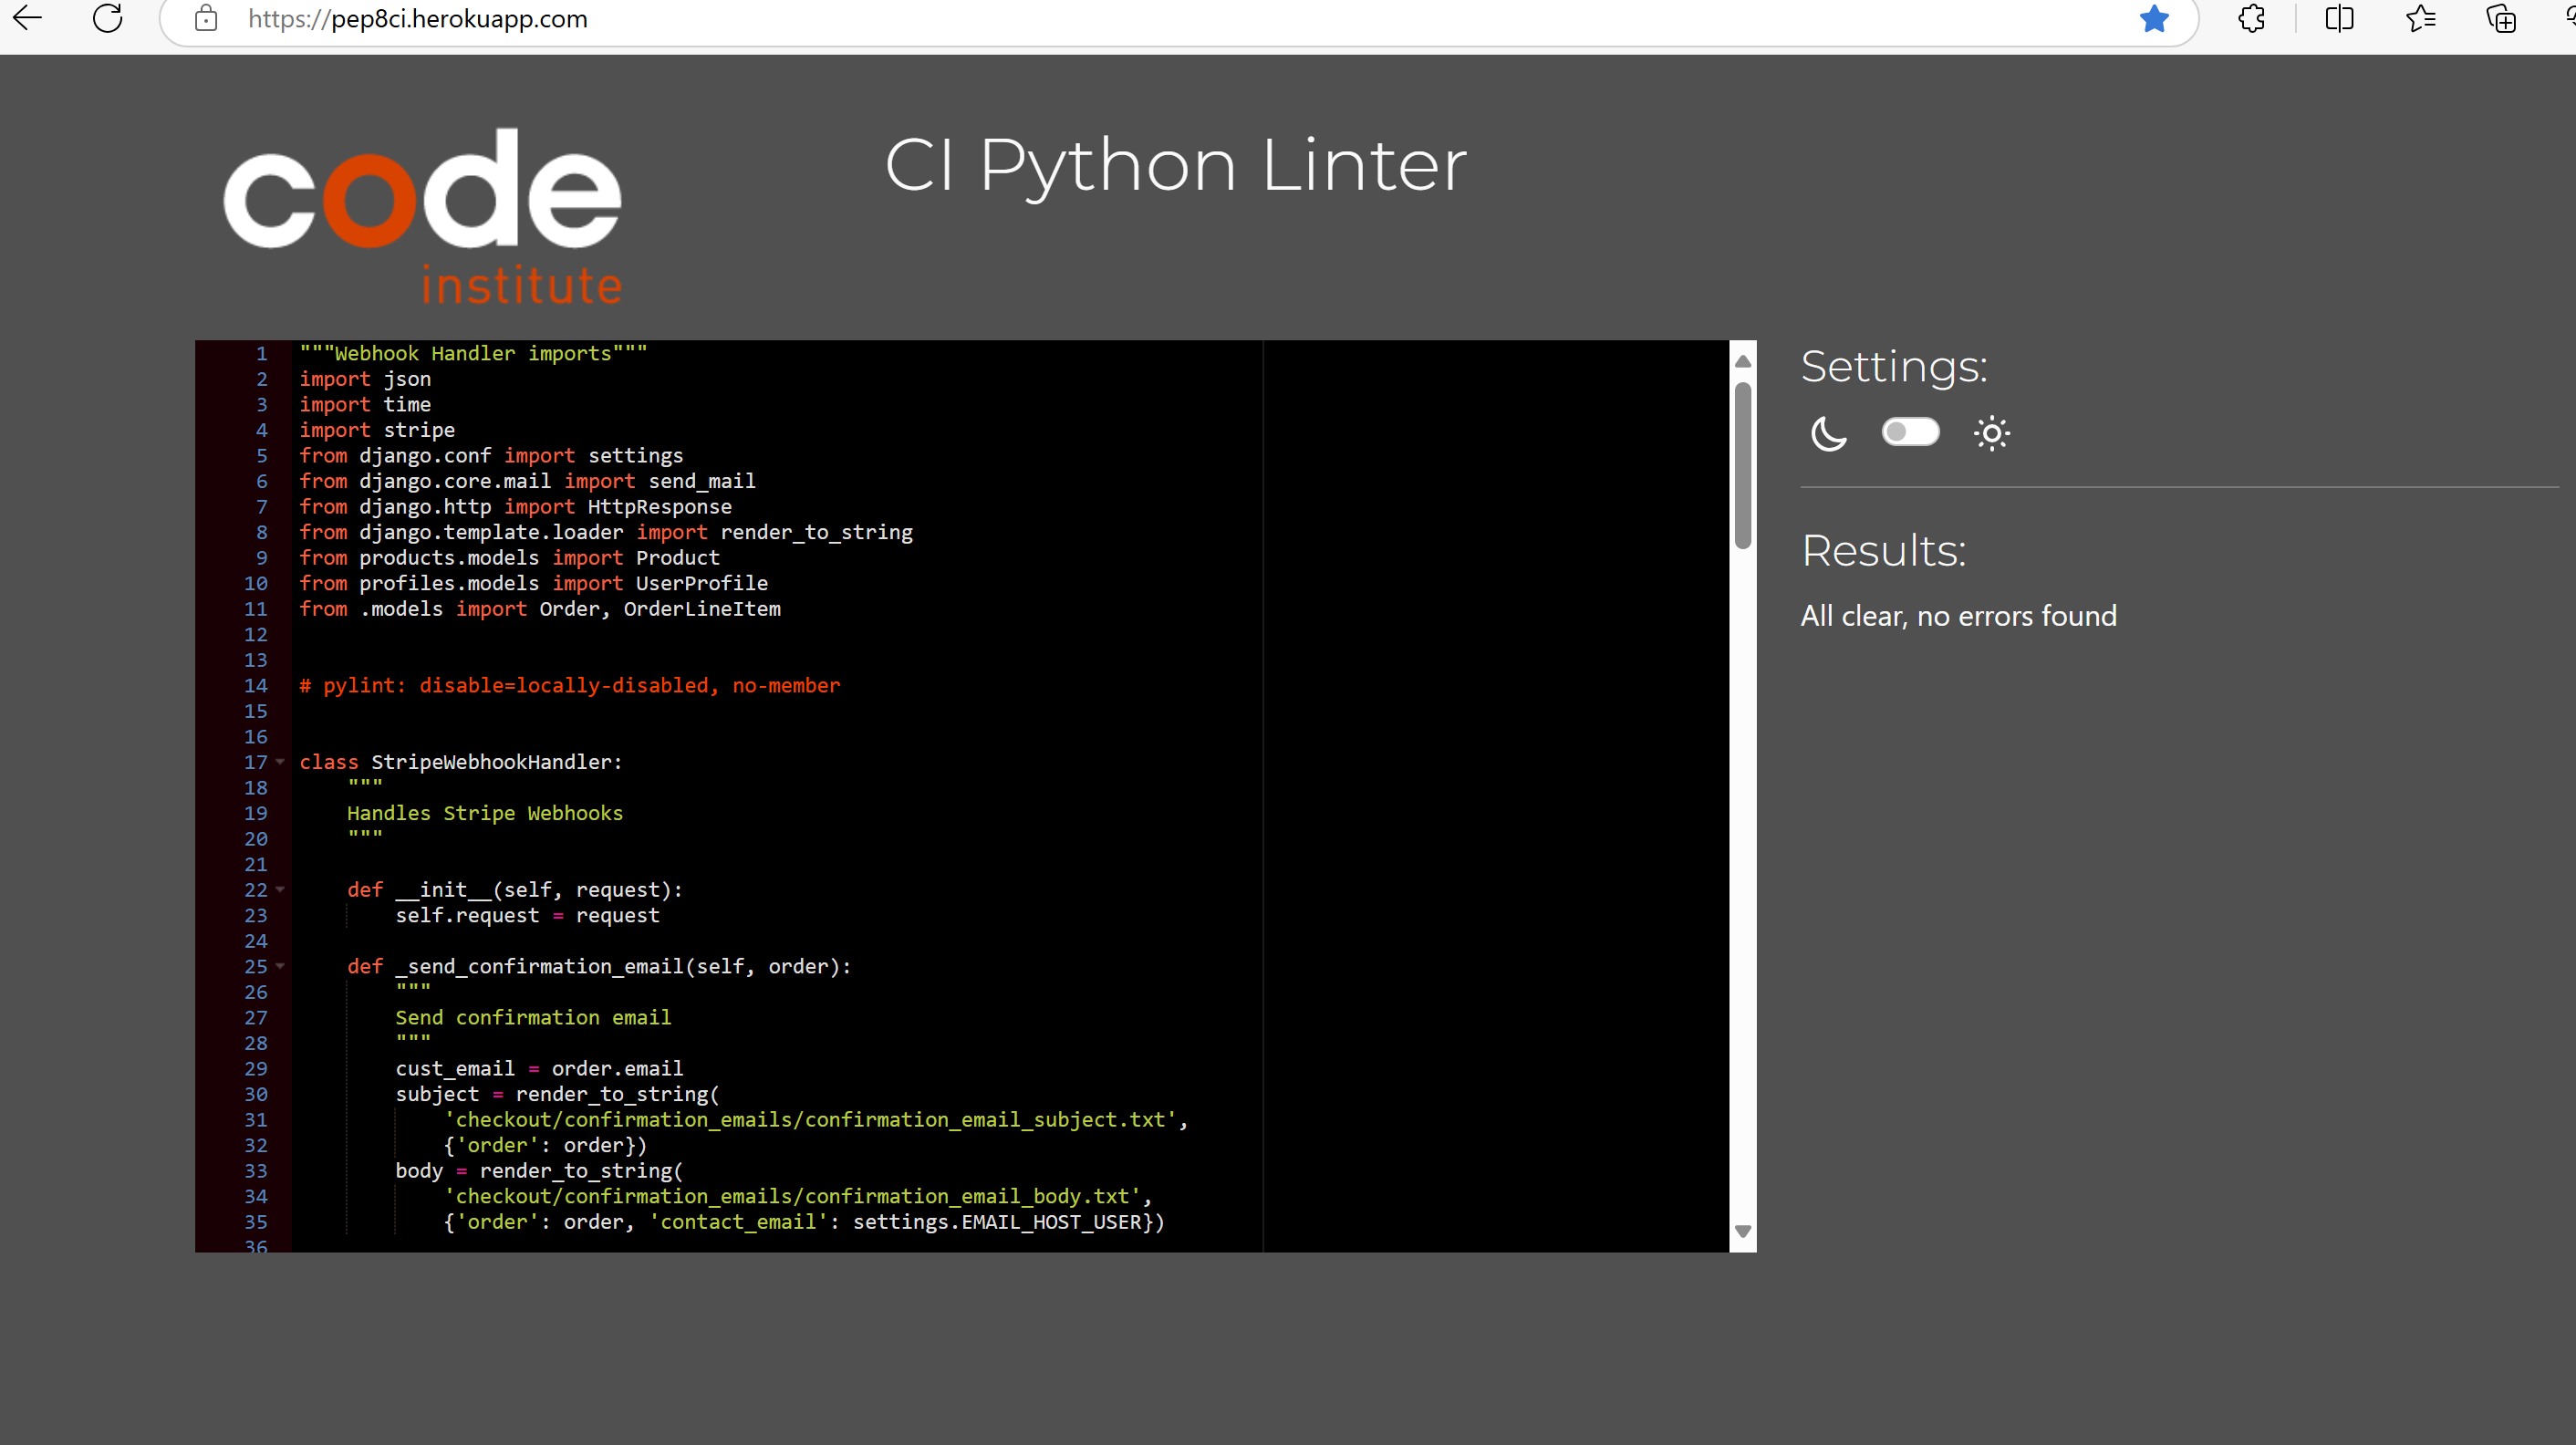 https://pep8ci.herokuapp.com
code
institute
CI Python Linter
1 """Webhook Handler imports"""
2 import json
3 import time
4 import stripe
5 from django.conf import settings
6 from django.core.mail import send_mail
7 from django.http import HttpResponse
8 from django.template.loader import render_to_string
9 from products.models import Product
10 from profiles.models import UserProfile
11 from .models import Order, OrderLineItem
12
13
14 # pylint: disable=locally-disabled, no-member
15
16
17 class StripeWebhookHandler:
18     """
19     Handles Stripe Webhooks
20     """
21
22     def __init__(self, request):
23         self.request = request
24
25     def _send_confirmation_email(self, order):
26         """
27         Send confirmation email
28         """
29         cust_email = order.email
30         subject = render_to_string(
31             'checkout/confirmation_emails/confirmation_email_subject.txt',
32             {'order': order})
33         body = render_to_string(
34             'checkout/confirmation_emails/confirmation_email_body.txt',
35             {'order': order, 'contact_email': settings.EMAIL_HOST_USER})
36
Settings:
Results:
All clear, no errors found